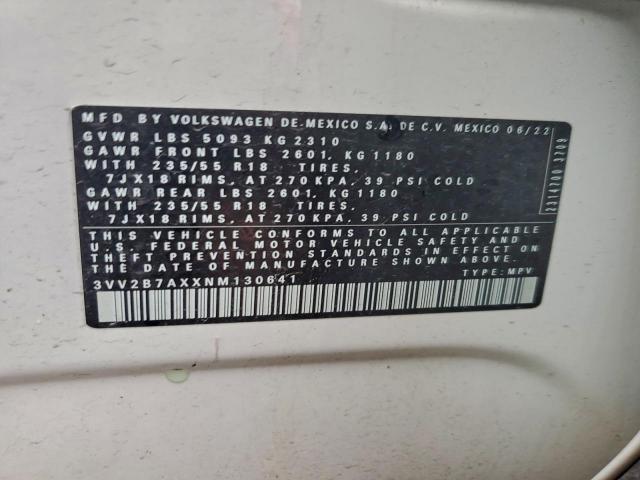 MFD BY VOLKSWAGEN DE MEXICO S.A. DE C.V. MEXICO 06/22
GVWR LBS 5093 KG 2310
GAWR FRONT LBS 2601, KG 1180
WITH 235/55 R18 TIRES,
7JX18 RIMS, AT 270 KPA, 39 PSI COLD
GAWR REAR LBS 2601, KG 1180
WITH 235/55 R18 - TIRES,
7JX18 RIMS, AT 270 KPA, 39 PSI COLD
THIS VEHICLE CONFORMS TO ALL APPLICABLE
U.S. FEDERAL MOTOR VEHICLE SAFETY AND
THEFT PREVENTION STANDARDS IN EFFECT ON
THE DATE OF MANUFACTURE SHOWN ABOVE.
3VV2B7AXXNM130641 TYPE: MPV
2314700 3709